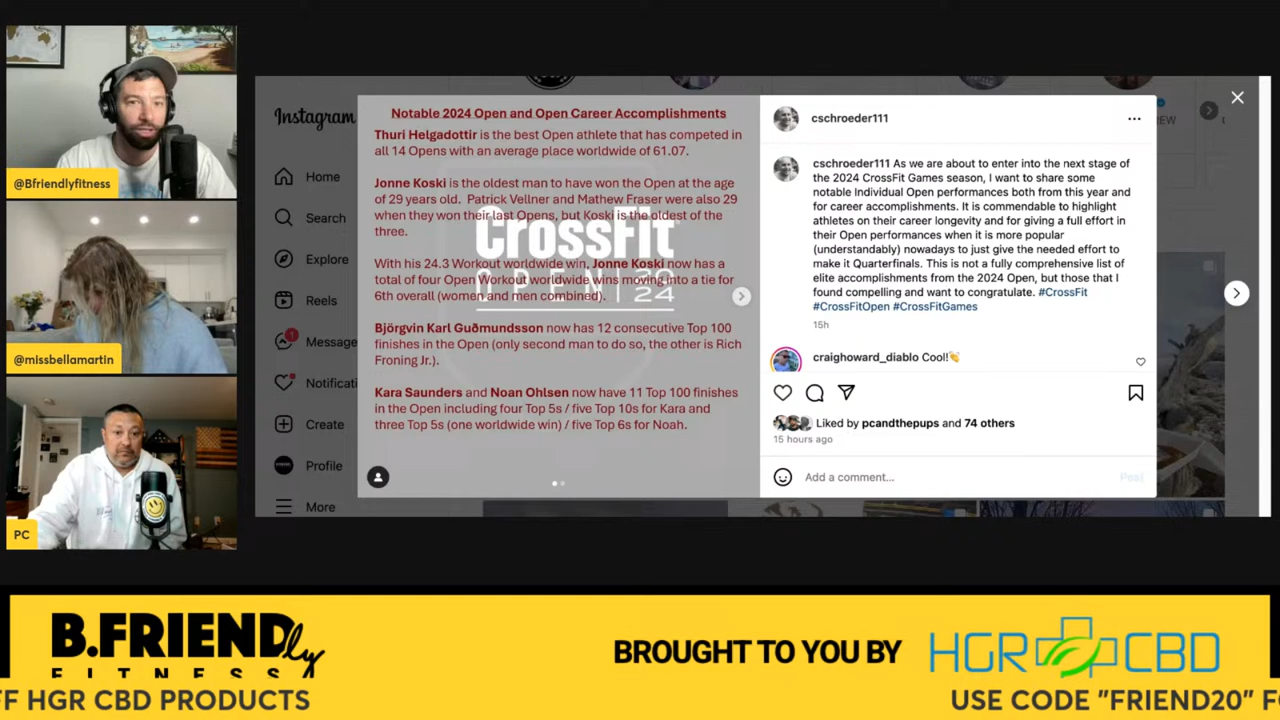 @Bfriendlyfitness
@missbellamartin
PC
Instagram
Home
Search
Explore
Reels
1
Message
Notificati
Create
Profile
More
Notable 2024 Open and Open Career Accomplishments
Thuri Helgadottir is the best Open athlete that has competed in
all 14 Opens with an average place worldwide of 61.07.
Jonne Koski is the oldest man to have won the Open at the age
of 29 years old. Patrick Vellner and Mathew Fraser were also 29
when they won their last Opens, but Koski is the oldest of the
three.
With his 24.3 Workout worldwide win, Jonne Koski now has a
total of four Open Workout worldwide wins moving into a tie for
6th overall (women and men combined).
Björgvin Karl Guðmundsson now has 12 consecutive Top 100
finishes in the Open (only second man to do so, the other is Rich
Froning Jr.).
Kara Saunders and Noan Ohlsen now have 11 Top 100 finishes
in the Open including four Top 5s / five Top 10s for Kara and
three Top 5s (one worldwide win) / five Top 6s for Noah.
CrossFit
OPEN 24
cschroeder111
cschroeder111 As we are about to enter into the next stage of
the 2024 CrossFit Games season, I want to share some
notable Individual Open performances both from this year and
for career accomplishments. It is commendable to highlight
athletes on their career longevity and for giving a full effort in
their Open performances when it is more popular
(understandably) nowadays to just give the needed effort to
make it Quarterfinals. This is not a fully comprehensive list of
elite accomplishments from the 2024 Open, but those that I
found compelling and want to congratulate. #CrossFit
#CrossFitOpen #CrossFitGames
15h
craighoward_diablo Cool!👏
Liked by pcandthepups and 74 others
15 hours ago
Add a comment...
Post
B.FRIENDly
FITNESS
BROUGHT TO YOU BY
HGR CBD
FF HGR CBD PRODUCTS
USE CODE "FRIEND20" F